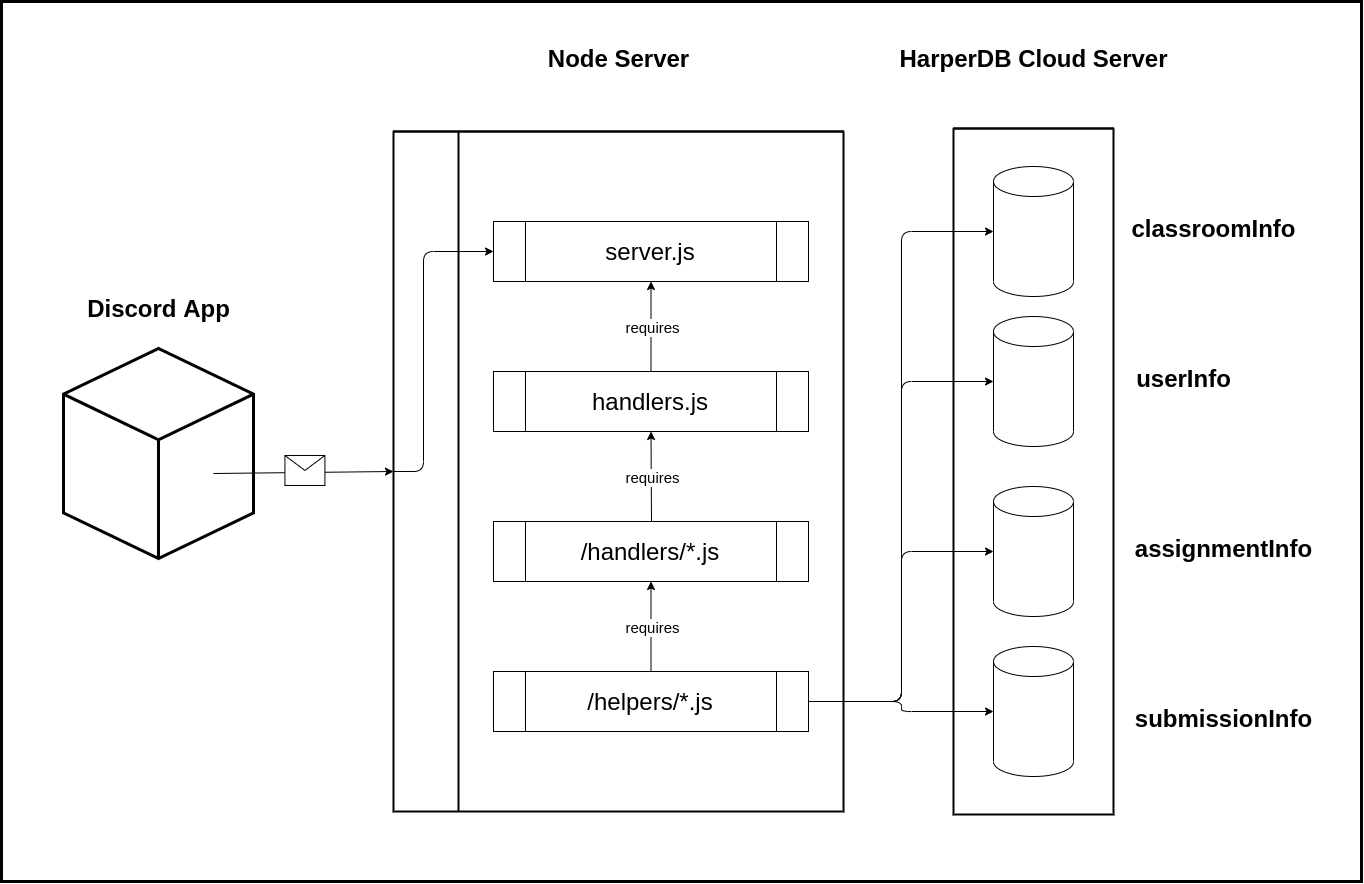 Node Server
HarperDB Cloud Server
Discord App
server.js
requires
handlers.js
requires
/handlers/*.js
requires
/helpers/*.js
classroomInfo
userInfo
assignmentInfo
submissionInfo